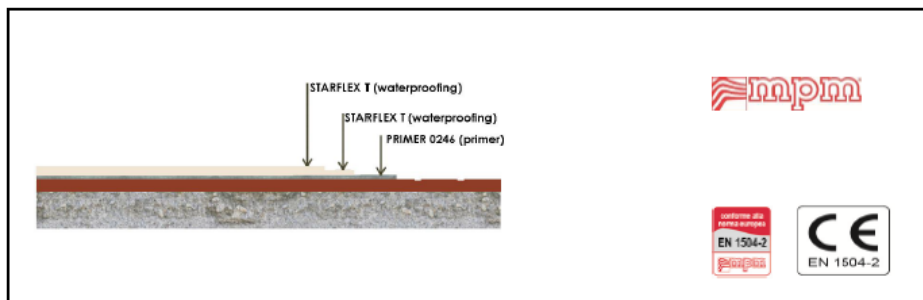 STARFLEX T (waterproofing)
STARFLEX T (waterproofing)
PRIMER 0246 (primer)
mpm
conforme alla
norma europea
EN 1504-2
mpm
CE
EN 1504-2